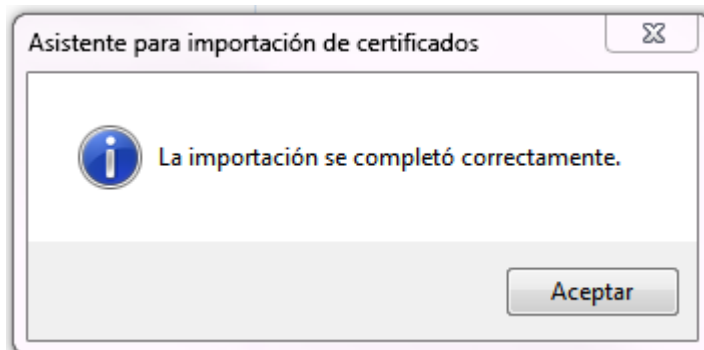 Asistente para importación de certificados
La importación se completó correctamente.
Aceptar